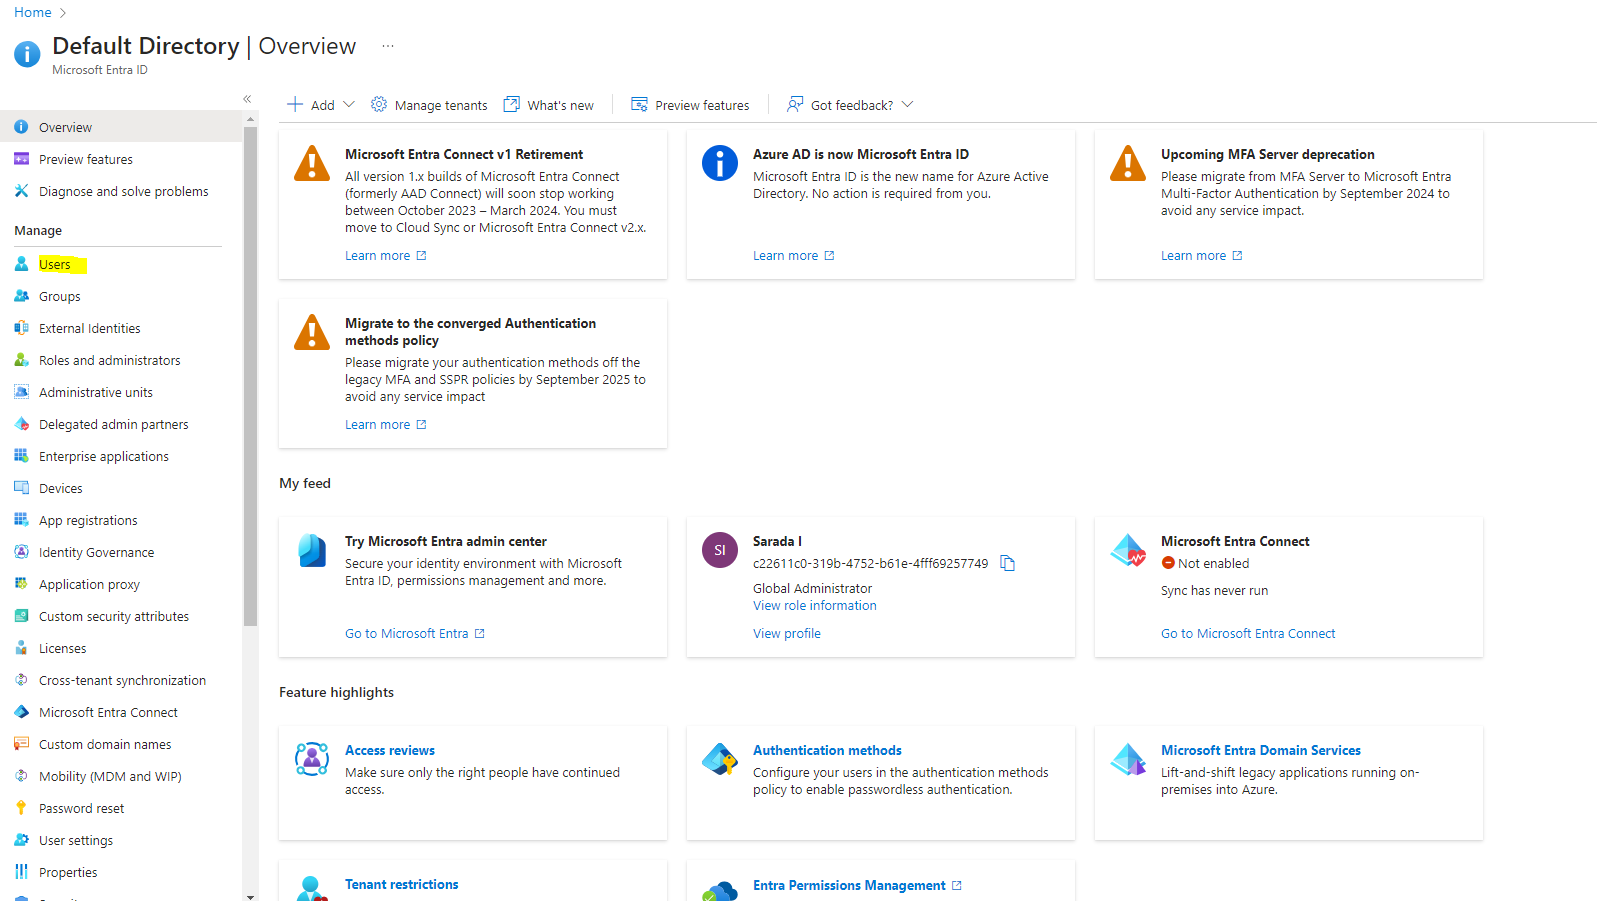 Home
Default Directory | Overview ...
Microsoft Entra ID
Overview
Preview features
Diagnose and solve problems
Manage
Users
Groups
External Identities
Roles and administrators
Administrative units
Delegated admin partners
Enterprise applications
Devices
App registrations
Identity Governance
Application proxy
Custom security attributes
Licenses
Cross-tenant synchronization
Microsoft Entra Connect
Custom domain names
Mobility (MDM and WIP)
Password reset
User settings
Properties
Add
Manage tenants
What's new
Preview features
Got feedback?
Microsoft Entra Connect v1 Retirement
All version 1.x builds of Microsoft Entra Connect
(formerly AAD Connect) will soon stop working
between October 2023 – March 2024. You must
move to Cloud Sync or Microsoft Entra Connect v2.x.
Learn more
Azure AD is now Microsoft Entra ID
Microsoft Entra ID is the new name for Azure Active
Directory. No action is required from you.
Learn more
Upcoming MFA Server deprecation
Please migrate from MFA Server to Microsoft Entra
Multi-Factor Authentication by September 2024 to
avoid any service impact.
Learn more
Migrate to the converged Authentication
methods policy
Please migrate your authentication methods off the
legacy MFA and SSPR policies by September 2025 to
avoid any service impact
Learn more
My feed
Try Microsoft Entra admin center
Secure your identity environment with Microsoft
Entra ID, permissions management and more.
Go to Microsoft Entra
SI
Sarada I
c22611c0-319b-4752-b61e-4fff69257749
Global Administrator
View role information
View profile
Microsoft Entra Connect
Not enabled
Sync has never run
Go to Microsoft Entra Connect
Feature highlights
Access reviews
Make sure only the right people have continued
access.
Authentication methods
Configure your users in the authentication methods
policy to enable passwordless authentication.
Microsoft Entra Domain Services
Lift-and-shift legacy applications running on-
premises into Azure.
Tenant restrictions
Entra Permissions Management